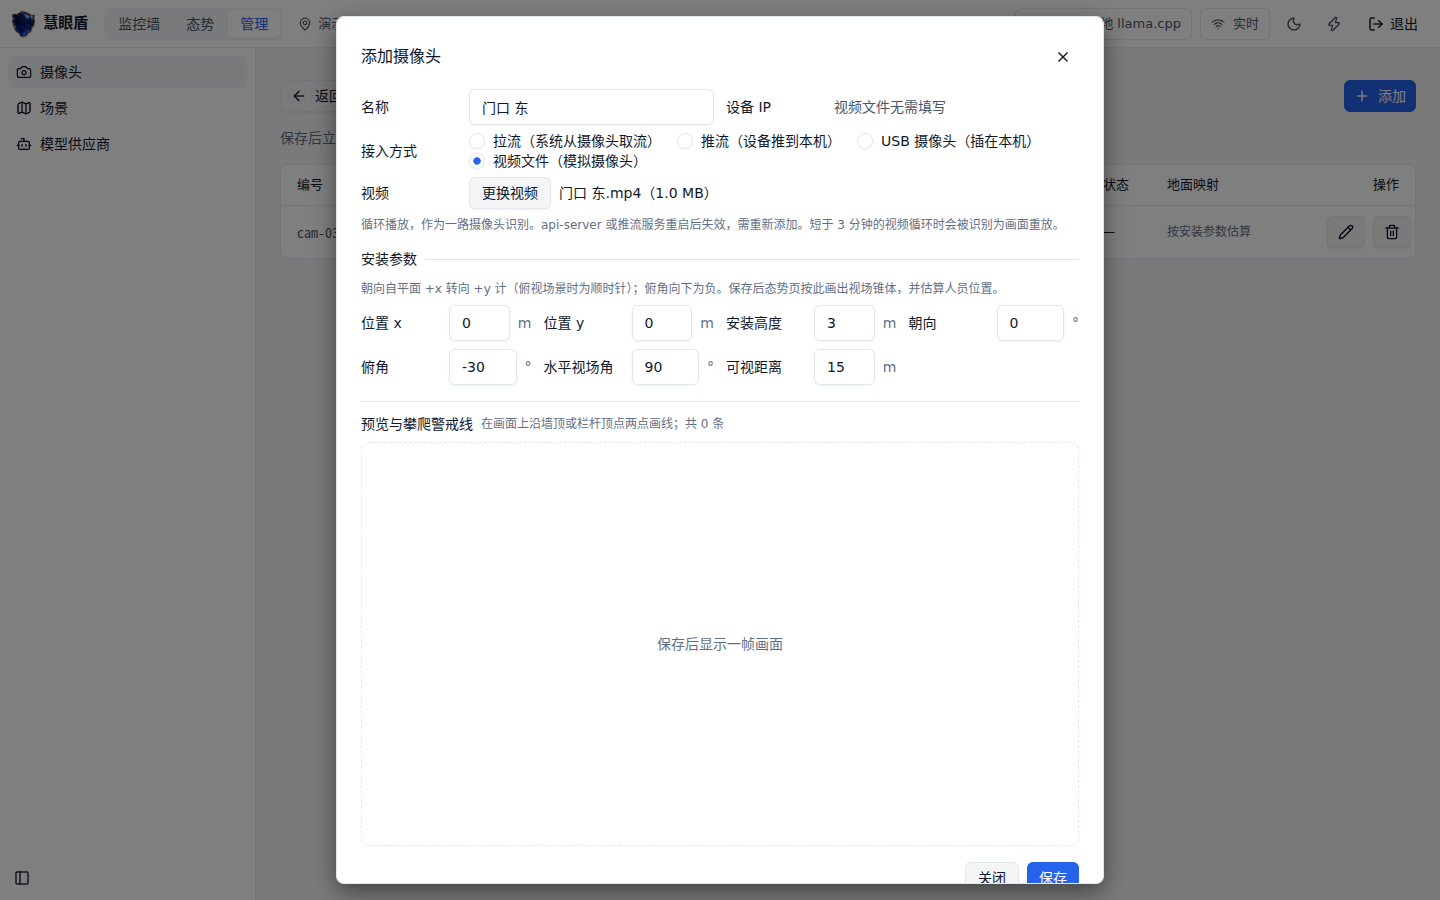 慧眼盾 监控墙 态势 管理 演示 地 llama.cpp 实时 退出
添加摄像头
摄像头
场景
模型供应商
返回
添加
保存后立
编号 状态 地面映射 操作
cam-03 — 按安装参数估算
名称 门口 东 设备 IP 视频文件无需填写
接入方式 拉流（系统从摄像头取流） 推流（设备推到本机） USB 摄像头（插在本机）
视频文件（模拟摄像头）
视频 更换视频 门口 东.mp4（1.0 MB）
循环播放，作为一路摄像头识别。api-server 或推流服务重启后失效，需重新添加。短于 3 分钟的视频循环时会被识别为画面重放。
安装参数
朝向自平面 +x 转向 +y 计（俯视场景时为顺时针）；俯角向下为负。保存后态势页按此画出视场锥体，并估算人员位置。
位置 x 0 m 位置 y 0 m 安装高度 3 m 朝向 0 °
俯角 -30 ° 水平视场角 90 ° 可视距离 15 m
预览与攀爬警戒线 在画面上沿墙顶或栏杆顶点两点画线；共 0 条
保存后显示一帧画面
关闭 保存